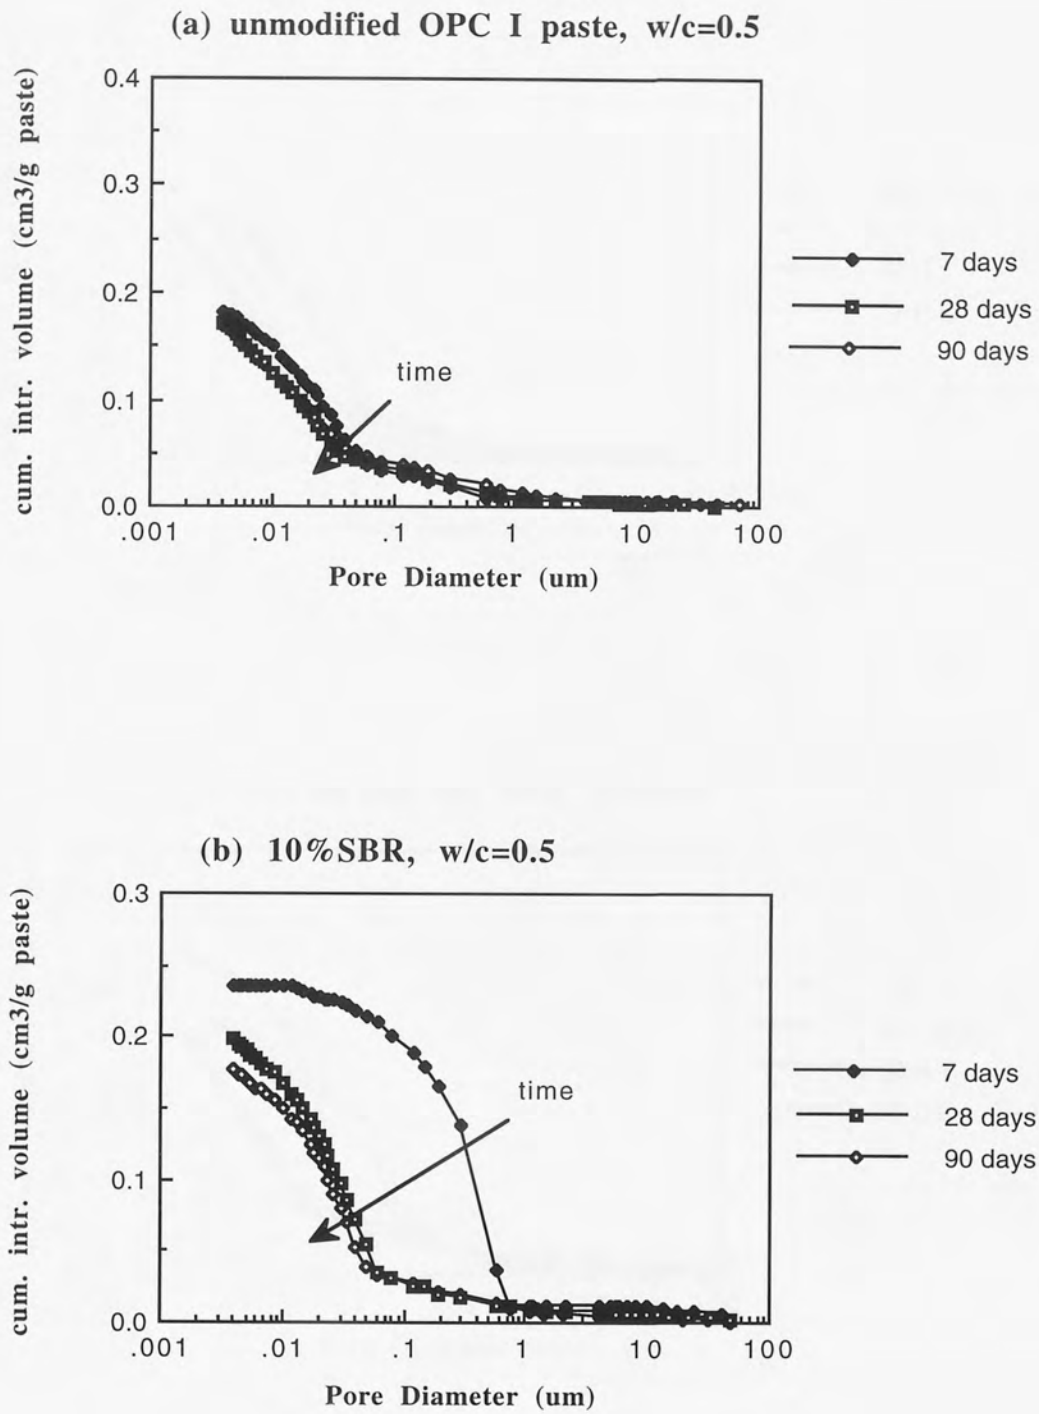 (a) unmodified OPC I paste, w/c=0.5
cum. intr. volume (cm3/g paste)
0.4
0.3
0.2
0.1
0.0
.001 .01 .1 1 10 100
Pore Diameter (um)
time
7 days
28 days
90 days
(b) 10%SBR, w/c=0.5
cum. intr. volume (cm3/g paste)
0.3
0.2
0.1
0.0
.001 .01 .1 1 10 100
Pore Diameter (um)
time
7 days
28 days
90 days